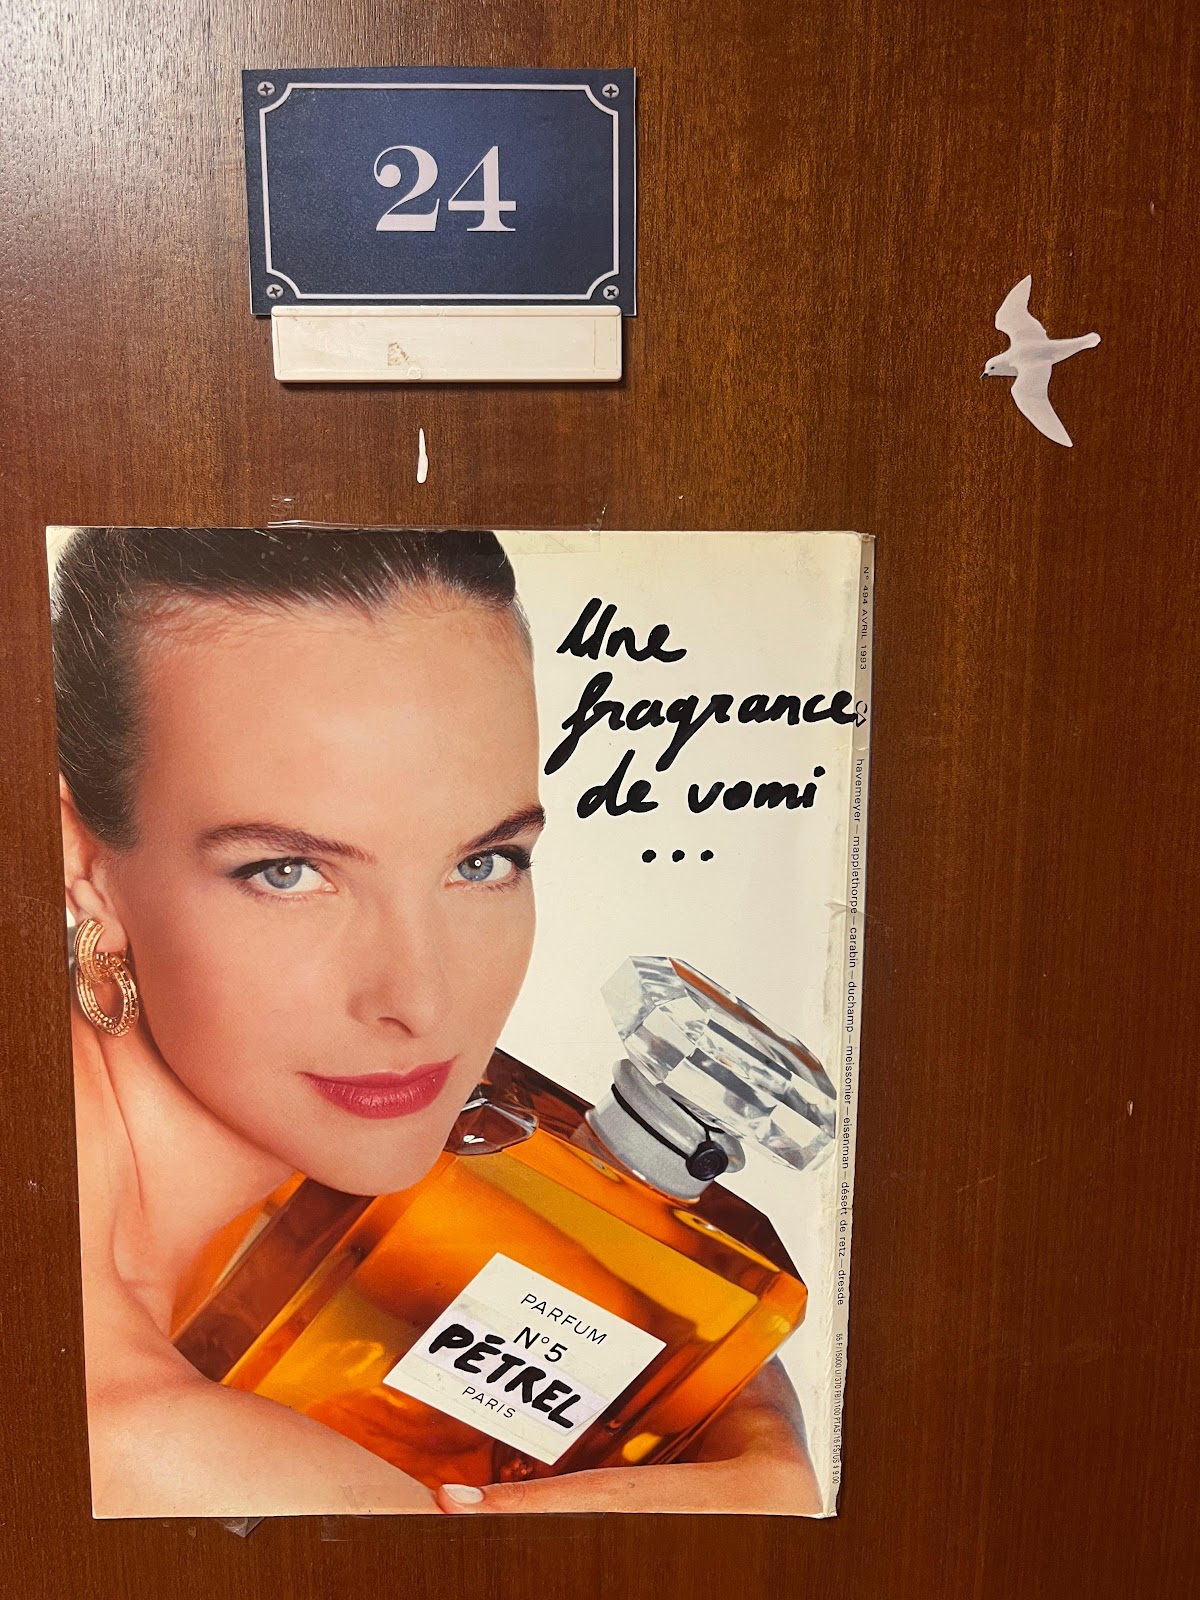 24
Une
fragrance
de vomi
...
N° 494 AVRIL 1993
havemeyer — mapplethorpe — carabin — duchamp — meissonier — eisenman — désert de retz — dresde
PARFUM
N°5
PÉTREL
PARIS